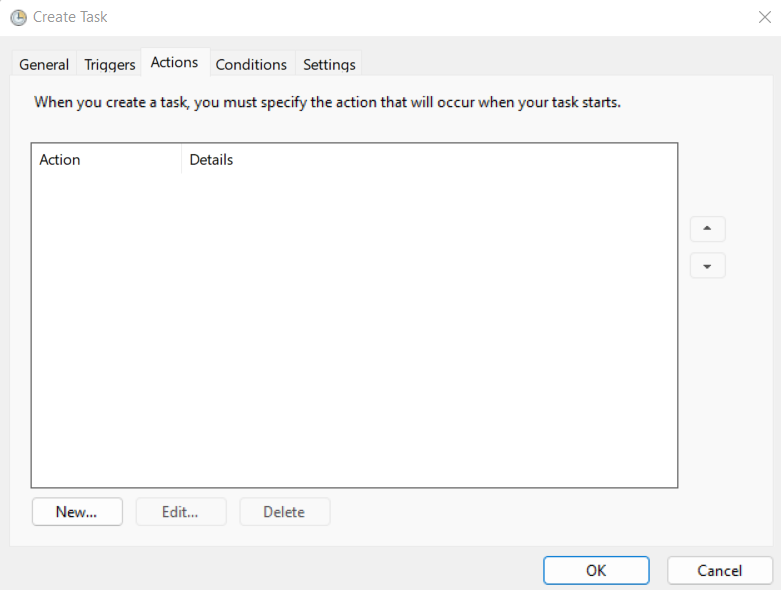 Create Task
General Triggers Actions Conditions Settings
When you create a task, you must specify the action that will occur when your task starts.
Action Details
New... Edit... Delete
OK Cancel